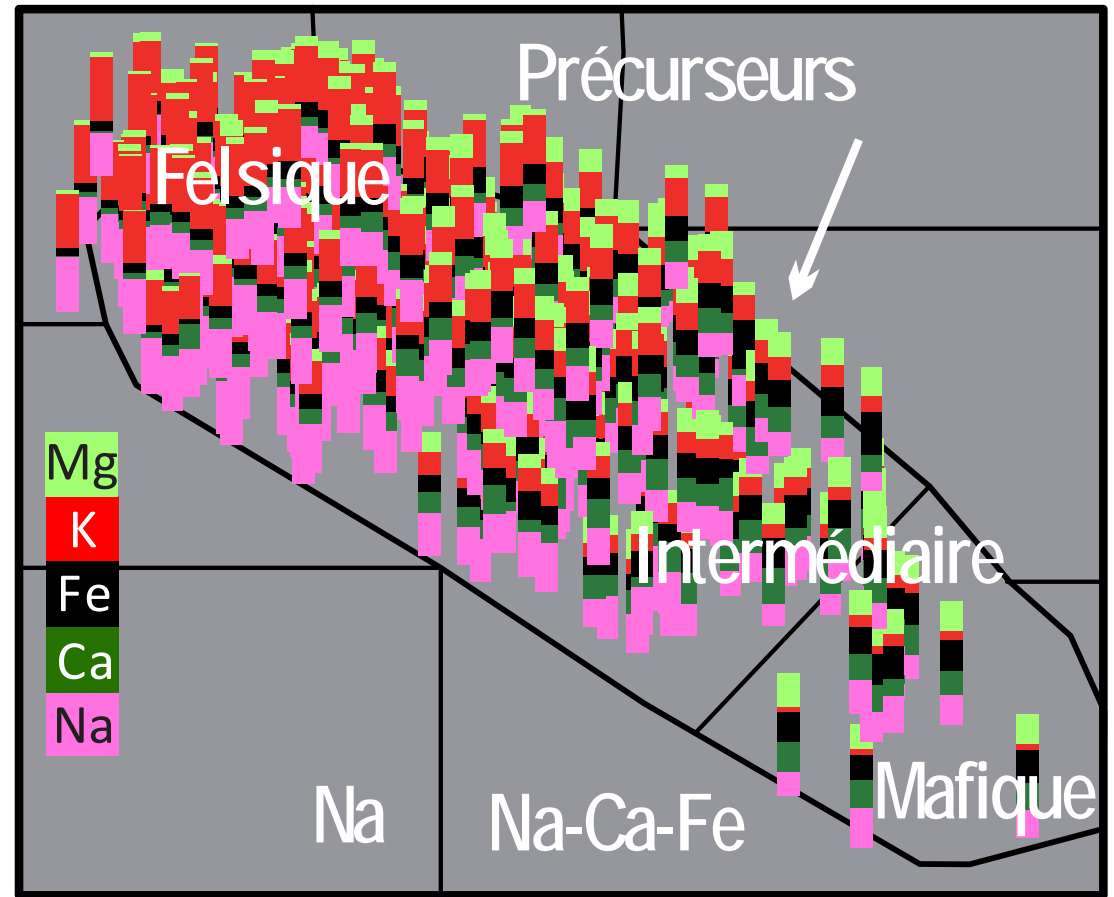 Précurseurs
Felsique
Mg
K
Fe
Ca
Na
Intermédiaire
Mafique
Na
Na-Ca-Fe